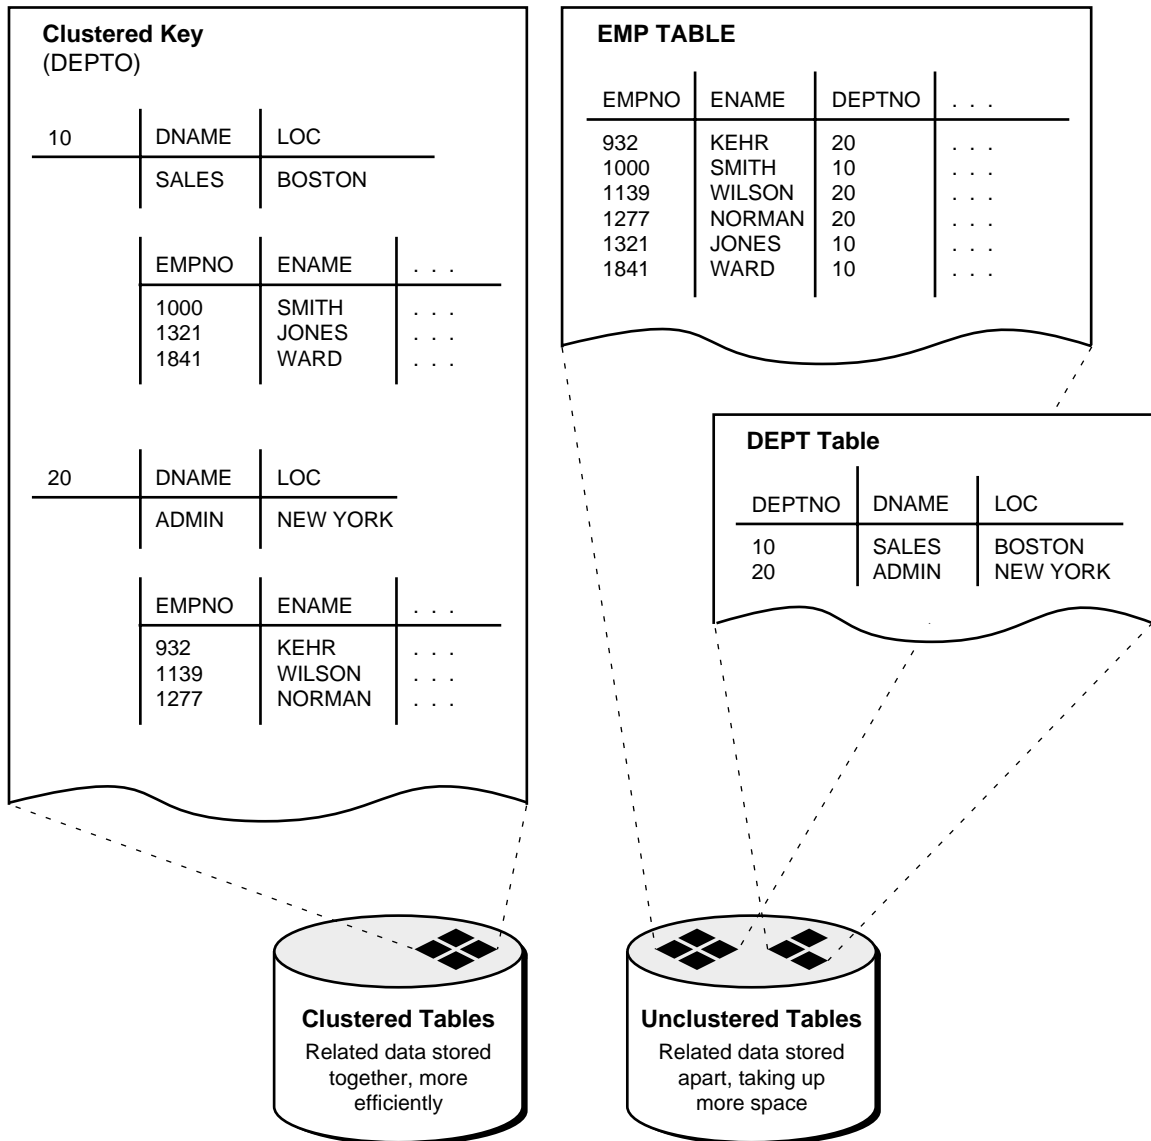 Clustered Key
(DEPTO)
10 DNAME LOC
SALES BOSTON
EMPNO ENAME . . .
1000 SMITH . . .
1321 JONES . . .
1841 WARD . . .
20 DNAME LOC
ADMIN NEW YORK
EMPNO ENAME . . .
932 KEHR . . .
1139 WILSON . . .
1277 NORMAN . . .
EMP TABLE
EMPNO ENAME DEPTNO . . .
932 KEHR 20 . . .
1000 SMITH 10 . . .
1139 WILSON 20 . . .
1277 NORMAN 20 . . .
1321 JONES 10 . . .
1841 WARD 10 . . .
DEPT Table
DEPTNO DNAME LOC
10 SALES BOSTON
20 ADMIN NEW YORK
Clustered Tables
Related data stored
together, more
efficiently
Unclustered Tables
Related data stored
apart, taking up
more space